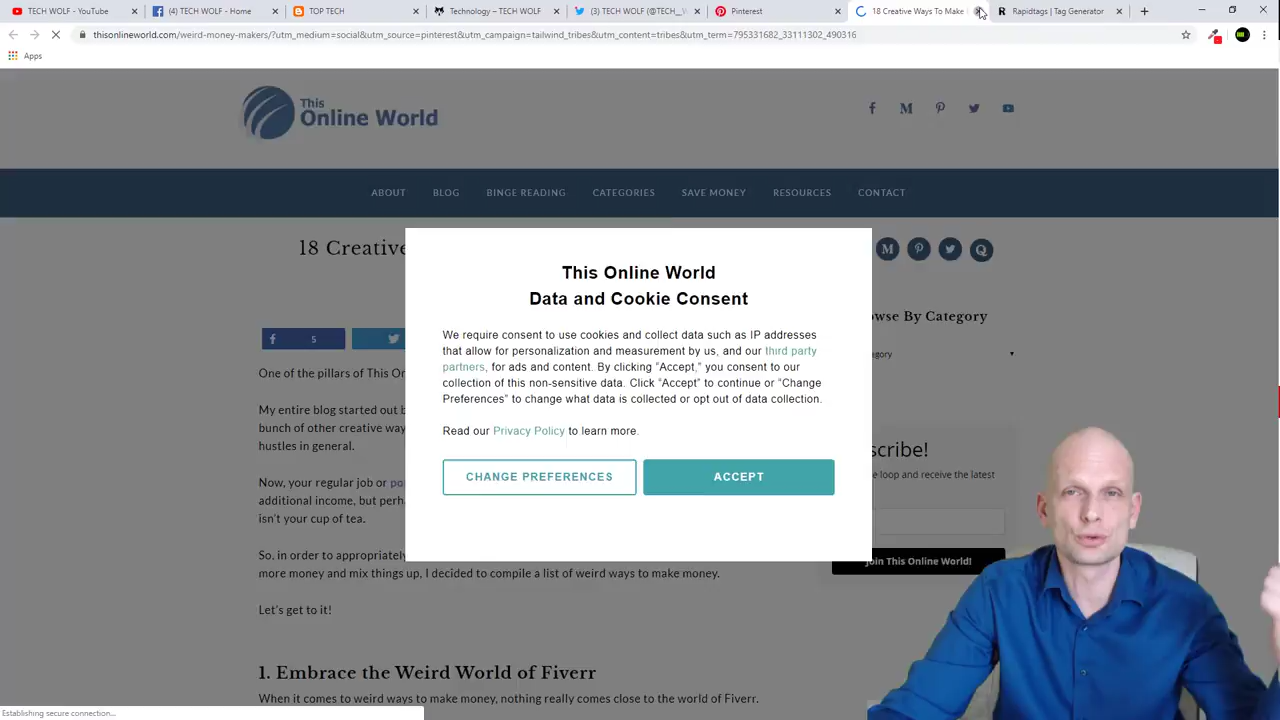 TECH WOLF - YouTube
(4) TECH WOLF - Home
TOP TECH
Technology – TECH WOLF
(3) TECH WOLF (@TECH__
Pinterest
18 Creative Ways To Make
Rapidtags | Tag Generator
thisonlineworld.com/weird-money-makers/?utm_medium=social&utm_source=pinterest&utm_campaign=tailwind_tribes&utm_content=tribes&utm_term=795331682_33111302_490316
Apps
This
Online World
ABOUT BLOG BINGE READING CATEGORIES SAVE MONEY RESOURCES CONTACT
18 Creative
This Online World
Data and Cookie Consent
5
We require consent to use cookies and collect data such as IP addresses
that allow for personalization and measurement by us, and our third party
partners, for ads and content. By clicking “Accept,” you consent to our
collection of this non-sensitive data. Click “Accept” to continue or “Change
Preferences” to change what data is collected or opt out of data collection.
Read our Privacy Policy to learn more.
CHANGE PREFERENCES
ACCEPT
One of the pillars of This On
My entire blog started out b
bunch of other creative way
hustles in general.
Now, your regular job or po
additional income, but perha
isn’t your cup of tea.
So, in order to appropriately
more money and mix things up, I decided to compile a list of weird ways to make money.
Let’s get to it!
1. Embrace the Weird World of Fiverr
When it comes to weird ways to make money, nothing really comes close to the world of Fiverr.
owse By Category
egory
scribe!
e loop and receive the latest
Join This Online World!
Establishing secure connection...